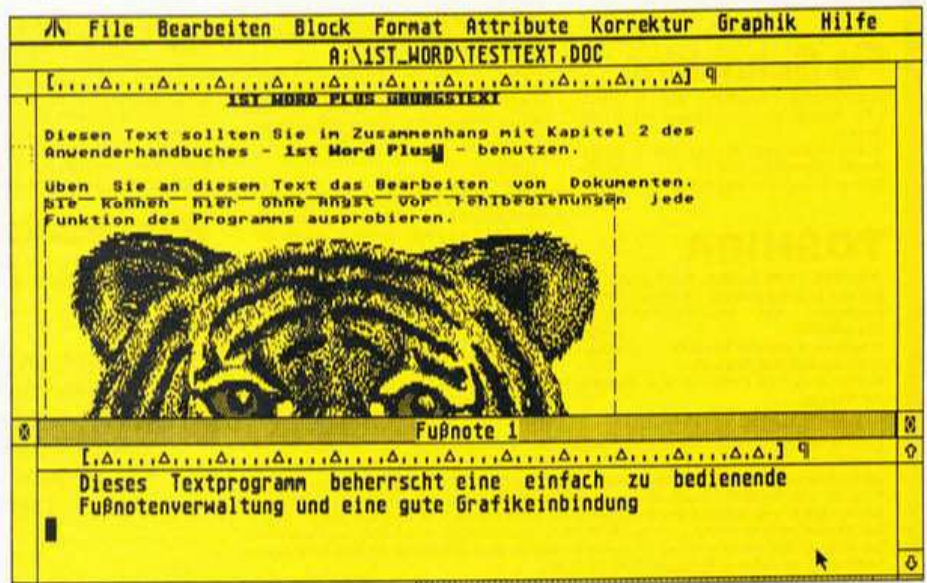 File Bearbeiten Block Format Attribute Korrektur Graphik Hilfe
A:\1ST_WORD\TESTTEXT.DOC
1ST WORD PLUS ÜBUNGSTEXT
Diesen Text sollten Sie im Zusammenhang mit Kapitel 2 des
Anwenderhandbuches - 1st Word Plus - benutzen.
Üben Sie an diesem Text das Bearbeiten von Dokumenten.
Sie können hier ohne Angst vor Fehlbedienungen jede
Funktion des Programms ausprobieren.
Fußnote 1
Dieses Textprogramm beherrscht eine einfach zu bedienende
Fußnotenverwaltung und eine gute Grafikeinbindung